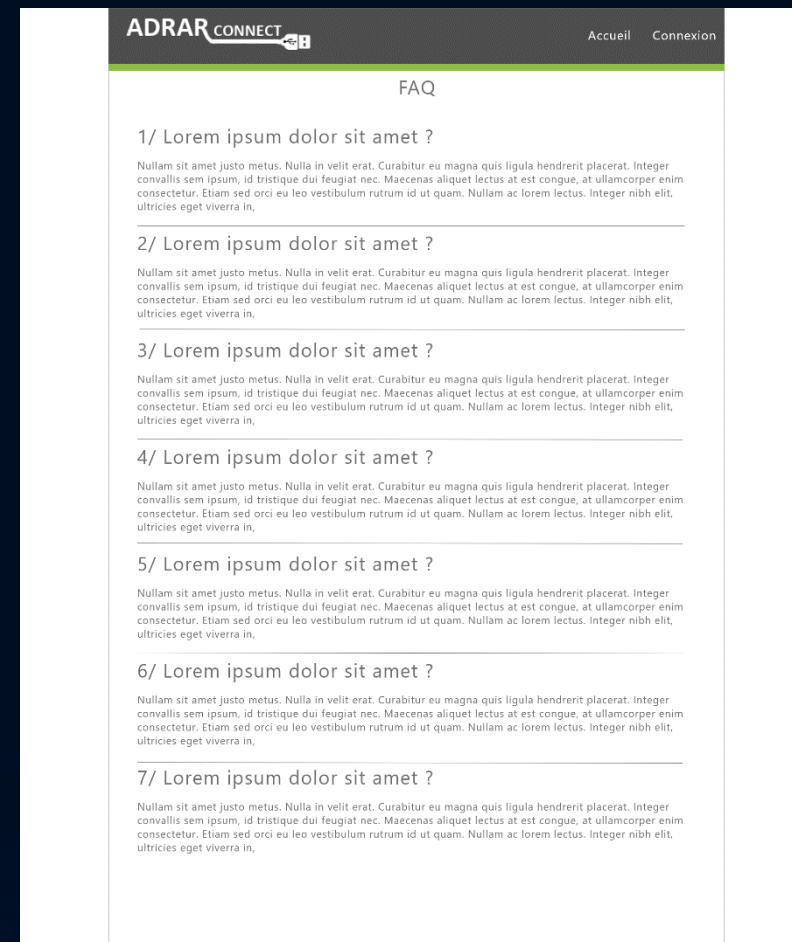 ADRAR CONNECT
Accueil Connexion
FAQ
1/ Lorem ipsum dolor sit amet ?
Nullam sit amet justo metus. Nulla in velit erat. Curabitur eu magna quis ligula hendrerit placerat. Integer
convallis sem ipsum, id tristique dui feugiat nec. Maecenas aliquet lectus at est congue, at ullamcorper enim
consectetur. Etiam sed orci eu leo vestibulum rutrum id ut quam. Nullam ac lorem lectus. Integer nibh elit,
ultricies eget viverra in,
2/ Lorem ipsum dolor sit amet ?
Nullam sit amet justo metus. Nulla in velit erat. Curabitur eu magna quis ligula hendrerit placerat. Integer
convallis sem ipsum, id tristique dui feugiat nec. Maecenas aliquet lectus at est congue, at ullamcorper enim
consectetur. Etiam sed orci eu leo vestibulum rutrum id ut quam. Nullam ac lorem lectus. Integer nibh elit,
ultricies eget viverra in,
3/ Lorem ipsum dolor sit amet ?
Nullam sit amet justo metus. Nulla in velit erat. Curabitur eu magna quis ligula hendrerit placerat. Integer
convallis sem ipsum, id tristique dui feugiat nec. Maecenas aliquet lectus at est congue, at ullamcorper enim
consectetur. Etiam sed orci eu leo vestibulum rutrum id ut quam. Nullam ac lorem lectus. Integer nibh elit,
ultricies eget viverra in,
4/ Lorem ipsum dolor sit amet ?
Nullam sit amet justo metus. Nulla in velit erat. Curabitur eu magna quis ligula hendrerit placerat. Integer
convallis sem ipsum, id tristique dui feugiat nec. Maecenas aliquet lectus at est congue, at ullamcorper enim
consectetur. Etiam sed orci eu leo vestibulum rutrum id ut quam. Nullam ac lorem lectus. Integer nibh elit,
ultricies eget viverra in,
5/ Lorem ipsum dolor sit amet ?
Nullam sit amet justo metus. Nulla in velit erat. Curabitur eu magna quis ligula hendrerit placerat. Integer
convallis sem ipsum, id tristique dui feugiat nec. Maecenas aliquet lectus at est congue, at ullamcorper enim
consectetur. Etiam sed orci eu leo vestibulum rutrum id ut quam. Nullam ac lorem lectus. Integer nibh elit,
ultricies eget viverra in,
6/ Lorem ipsum dolor sit amet ?
Nullam sit amet justo metus. Nulla in velit erat. Curabitur eu magna quis ligula hendrerit placerat. Integer
convallis sem ipsum, id tristique dui feugiat nec. Maecenas aliquet lectus at est congue, at ullamcorper enim
consectetur. Etiam sed orci eu leo vestibulum rutrum id ut quam. Nullam ac lorem lectus. Integer nibh elit,
ultricies eget viverra in,
7/ Lorem ipsum dolor sit amet ?
Nullam sit amet justo metus. Nulla in velit erat. Curabitur eu magna quis ligula hendrerit placerat. Integer
convallis sem ipsum, id tristique dui feugiat nec. Maecenas aliquet lectus at est congue, at ullamcorper enim
consectetur. Etiam sed orci eu leo vestibulum rutrum id ut quam. Nullam ac lorem lectus. Integer nibh elit,
ultricies eget viverra in,